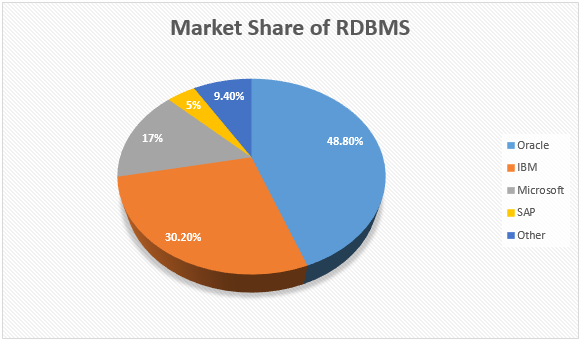 Market Share of RDBMS
9.40%
5%
17%
48.80%
30.20%
Oracle
IBM
Microsoft
SAP
Other